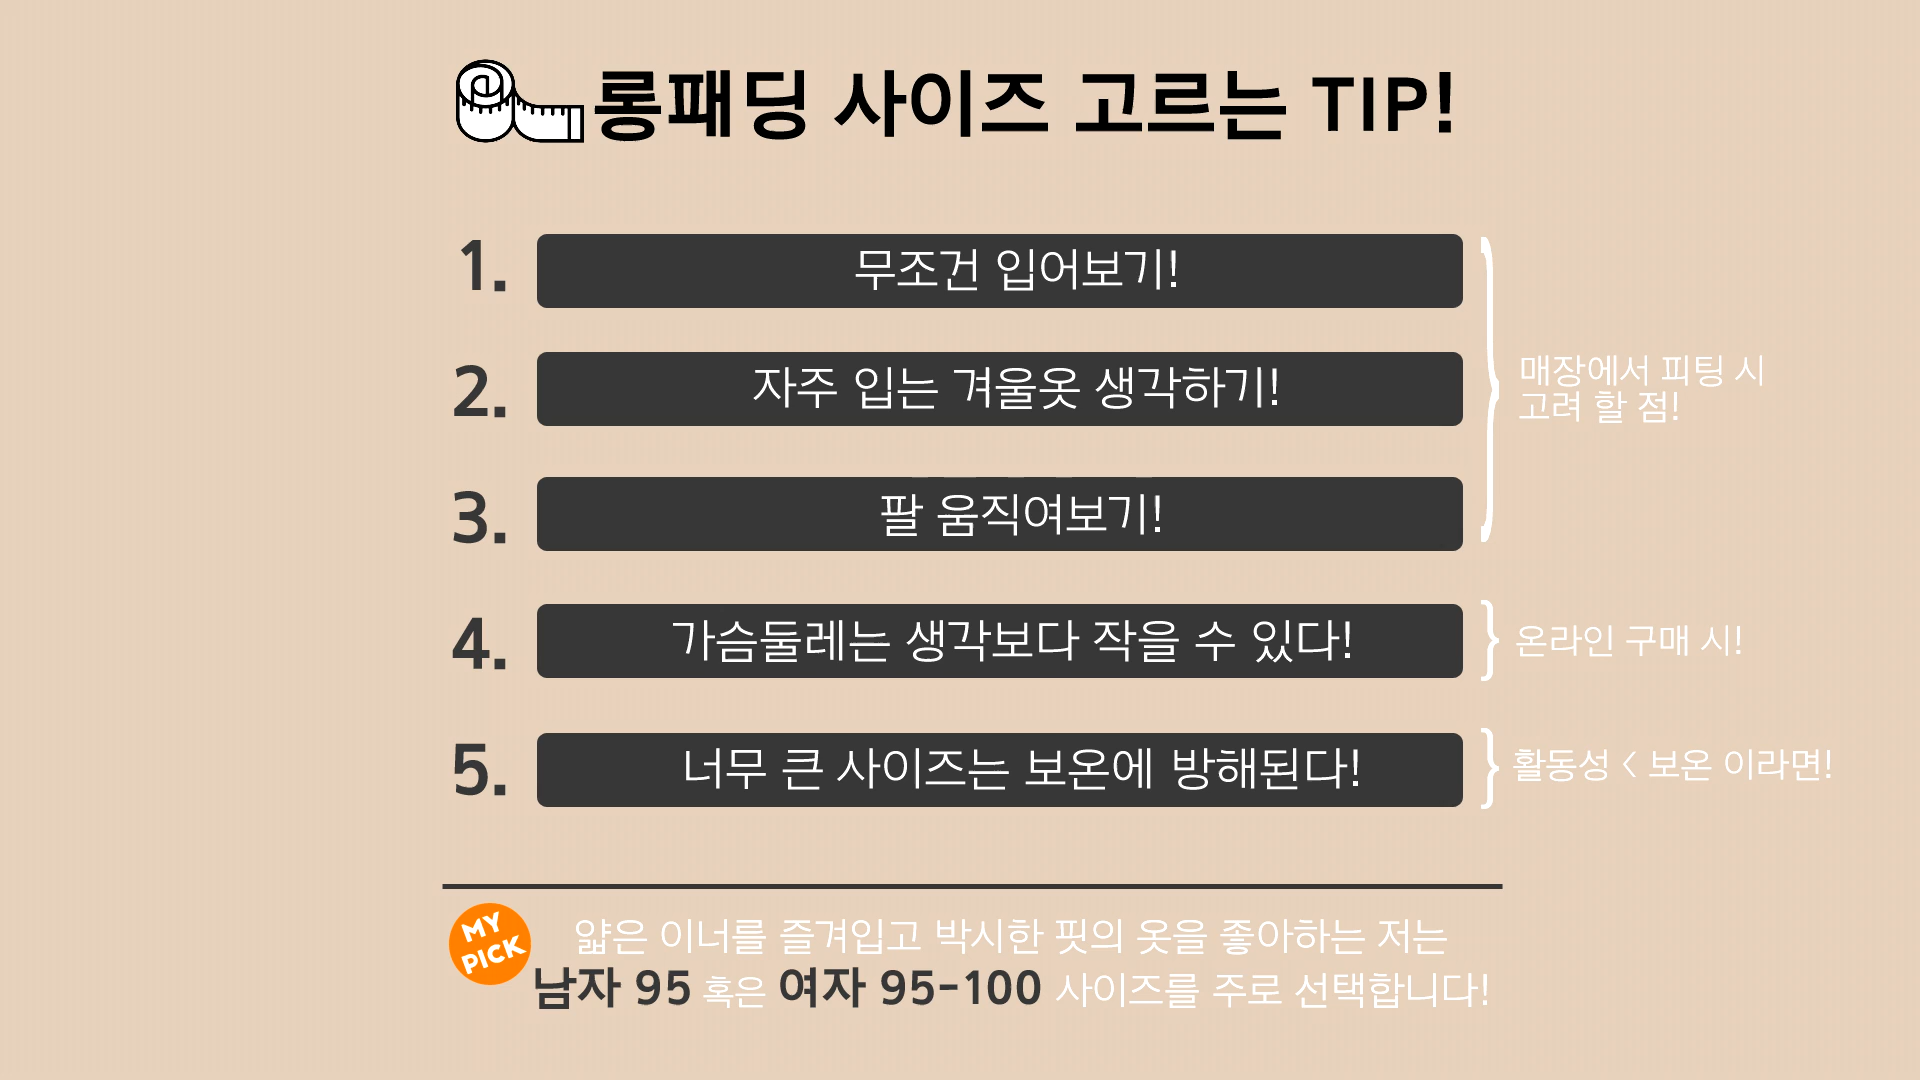 롱패딩 사이즈 고르는 TIP!
1. 무조건 입어보기!
2. 자주 입는 겨울옷 생각하기!
매장에서 피팅 시
고려 할 점!
3. 팔 움직여보기!
4. 가슴둘레는 생각보다 작을 수 있다!
온라인 구매 시!
5. 너무 큰 사이즈는 보온에 방해된다!
활동성 < 보온 이라면!
MY
PICK
얇은 이너를 즐겨입고 박시한 핏의 옷을 좋아하는 저는
남자 95 혹은 여자 95-100 사이즈를 주로 선택합니다!